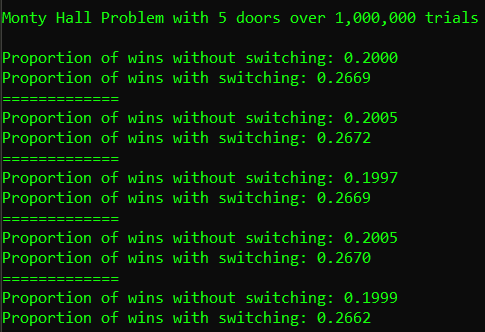 Monty Hall Problem with 5 doors over 1,000,000 trials
Proportion of wins without switching: 0.2000
Proportion of wins with switching: 0.2669
=============
Proportion of wins without switching: 0.2005
Proportion of wins with switching: 0.2672
=============
Proportion of wins without switching: 0.1997
Proportion of wins with switching: 0.2669
=============
Proportion of wins without switching: 0.2005
Proportion of wins with switching: 0.2670
=============
Proportion of wins without switching: 0.1999
Proportion of wins with switching: 0.2662